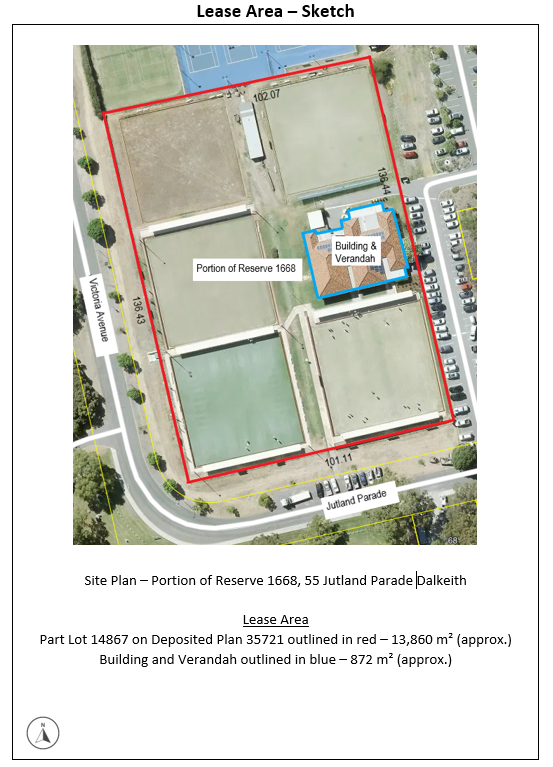 Lease Area – Sketch
102.07
136.44
Building &
Verandah
Portion of Reserve 1668
Victoria Avenue
136.43
101.11
Jutland Parade
68
Site Plan – Portion of Reserve 1668, 55 Jutland Parade Dalkeith
Lease Area
Part Lot 14867 on Deposited Plan 35721 outlined in red – 13,860 m² (approx.)
Building and Verandah outlined in blue – 872 m² (approx.)
N